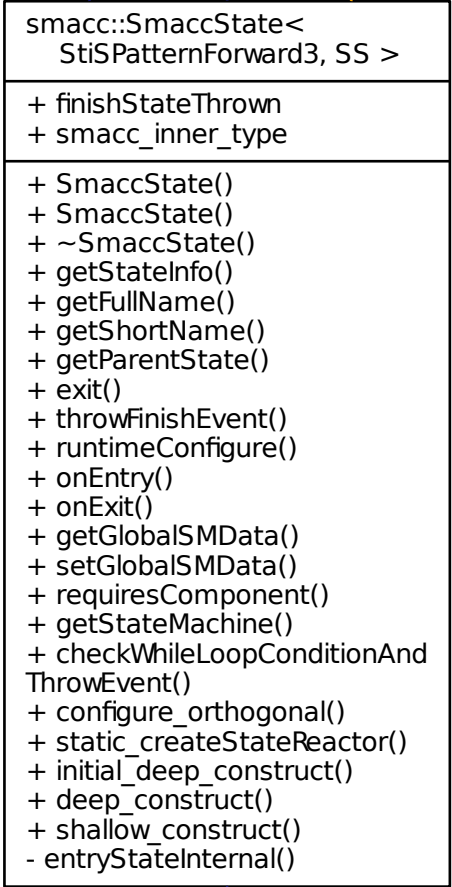 smacc::SmaccState<
StiSPatternForward3, SS >
+ finishStateThrown
+ smacc_inner_type
+ SmaccState()
+ SmaccState()
+ ~SmaccState()
+ getStateInfo()
+ getFullName()
+ getShortName()
+ getParentState()
+ exit()
+ throwFinishEvent()
+ runtimeConfigure()
+ onEntry()
+ onExit()
+ getGlobalSMData()
+ setGlobalSMData()
+ requiresComponent()
+ getStateMachine()
+ checkWhileLoopConditionAnd
ThrowEvent()
+ configure_orthogonal()
+ static_createStateReactor()
+ initial_deep_construct()
+ deep_construct()
+ shallow_construct()
- entryStateInternal()